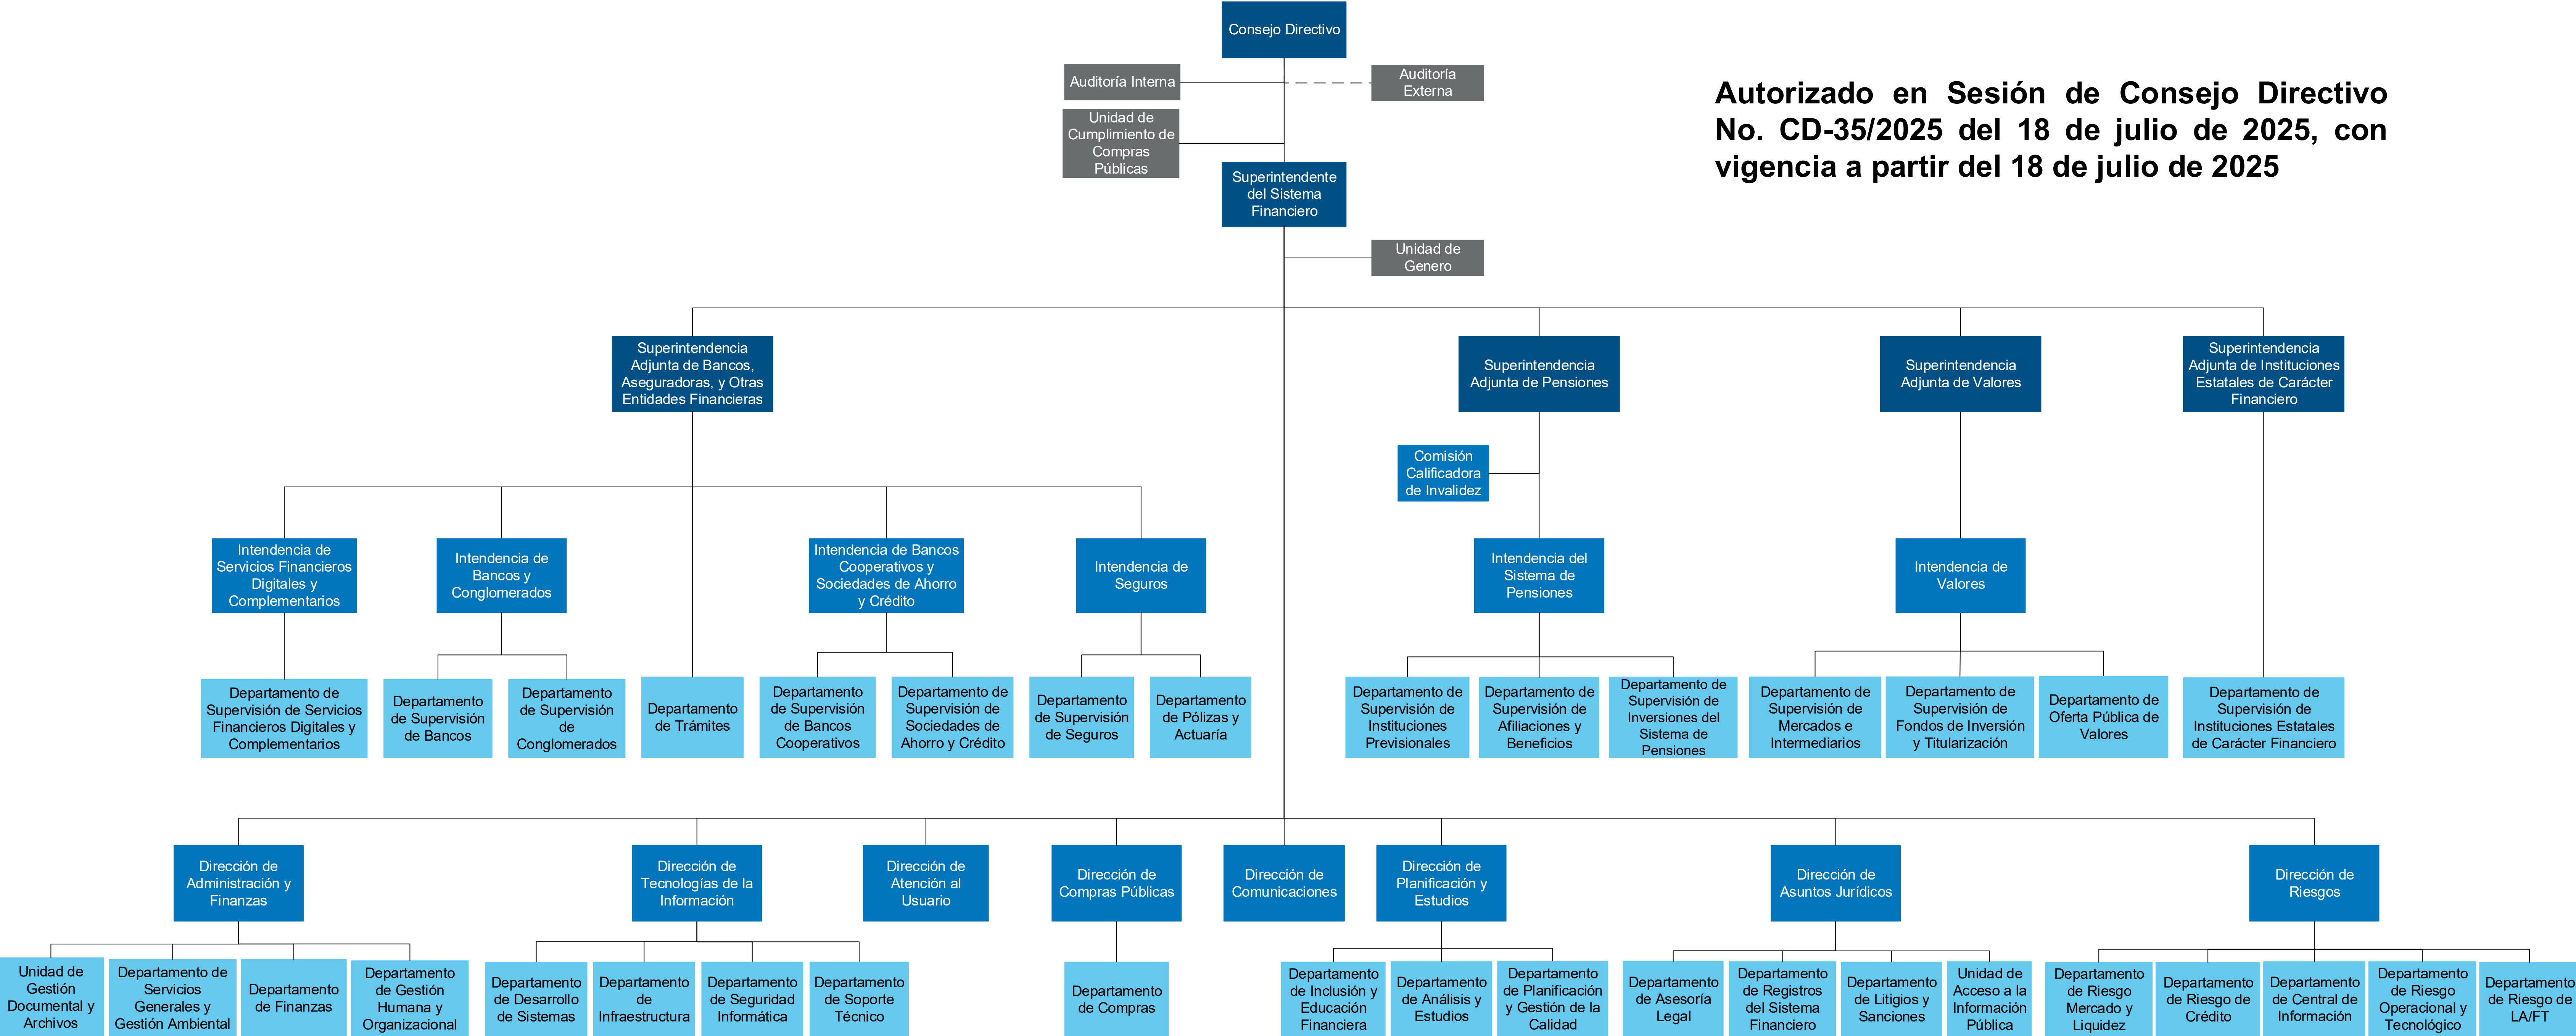 Consejo Directivo
Auditoría Interna
Auditoría
Externa
Autorizado en Sesión de Consejo Directivo
No. CD-35/2025 del 18 de julio de 2025, con
vigencia a partir del 18 de julio de 2025
Unidad de
Cumplimiento de
Compras
Públicas
Superintendente
del Sistema
Financiero
Unidad de
Genero
Superintendencia
Adjunta de Bancos,
Aseguradoras, y Otras
Entidades Financieras
Superintendencia
Adjunta de Pensiones
Superintendencia
Adjunta de Valores
Superintendencia
Adjunta de Instituciones
Estatales de Carácter
Financiero
Comisión
Calificadora
de Invalidez
Intendencia de
Servicios Financieros
Digitales y
Complementarios
Intendencia de
Bancos y
Conglomerados
Intendencia de Bancos
Cooperativos y
Sociedades de Ahorro
y Crédito
Intendencia de
Seguros
Intendencia del
Sistema de
Pensiones
Intendencia de
Valores
Departamento de
Supervisión de Servicios
Financieros Digitales y
Complementarios
Departamento
de Supervisión
de Bancos
Departamento
de Supervisión
de
Conglomerados
Departamento
de Trámites
Departamento
de Supervisión
de Bancos
Cooperativos
Departamento de
Supervisión de
Sociedades de
Ahorro y Crédito
Departamento
de Supervisión
de Seguros
Departamento
de Pólizas y
Actuaría
Departamento de
Supervisión de
Instituciones
Previsionales
Departamento de
Supervisión de
Afiliaciones y
Beneficios
Departamento de
Supervisión de
Inversiones del
Sistema de
Pensiones
Departamento de
Supervisión de
Mercados e
Intermediarios
Departamento de
Supervisión de
Fondos de Inversión
y Titularización
Departamento de
Oferta Pública de
Valores
Departamento de
Supervisión de
Instituciones Estatales
de Carácter Financiero
Dirección de
Administración y
Finanzas
Dirección de
Tecnologías de la
Información
Dirección de
Atención al
Usuario
Dirección de
Compras Públicas
Dirección de
Comunicaciones
Dirección de
Planificación y
Estudios
Dirección de
Asuntos Jurídicos
Dirección de
Riesgos
Unidad de
Gestión
Documental y
Archivos
Departamento de
Servicios
Generales y
Gestión Ambiental
Departamento
de Finanzas
Departamento
de Gestión
Humana y
Organizacional
Departamento
de Desarrollo
de Sistemas
Departamento
de
Infraestructura
Departamento
de Seguridad
Informática
Departamento
de Soporte
Técnico
Departamento
de Compras
Departamento
de Inclusión y
Educación
Financiera
Departamento
de Análisis y
Estudios
Departamento
de Planificación
y Gestión de la
Calidad
Departamento
de Asesoría
Legal
Departamento
de Registros
del Sistema
Financiero
Departamento
de Litigios y
Sanciones
Unidad de
Acceso a la
Información
Pública
Departamento
de Riesgo
Mercado y
Liquidez
Departamento
de Riesgo de
Crédito
Departamento
de Central de
Información
Departamento
de Riesgo
Operacional y
Tecnológico
Departamento
de Riesgo de
LA/FT